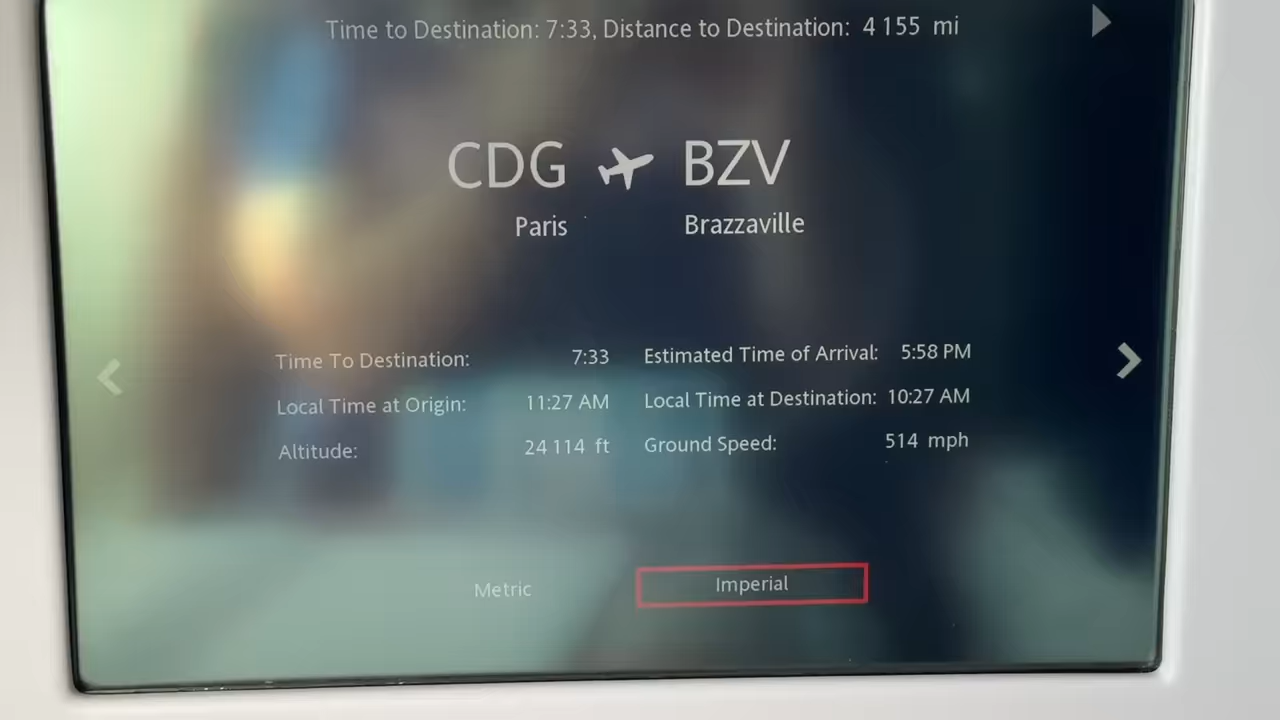 Time to Destination: 7:33, Distance to Destination: 4 155 mi
CDG BZV
Paris Brazzaville
Time To Destination: 7:33 Estimated Time of Arrival: 5:58 PM
Local Time at Origin: 11:27 AM Local Time at Destination: 10:27 AM
Altitude: 24 114 ft Ground Speed: 514 mph
Metric Imperial